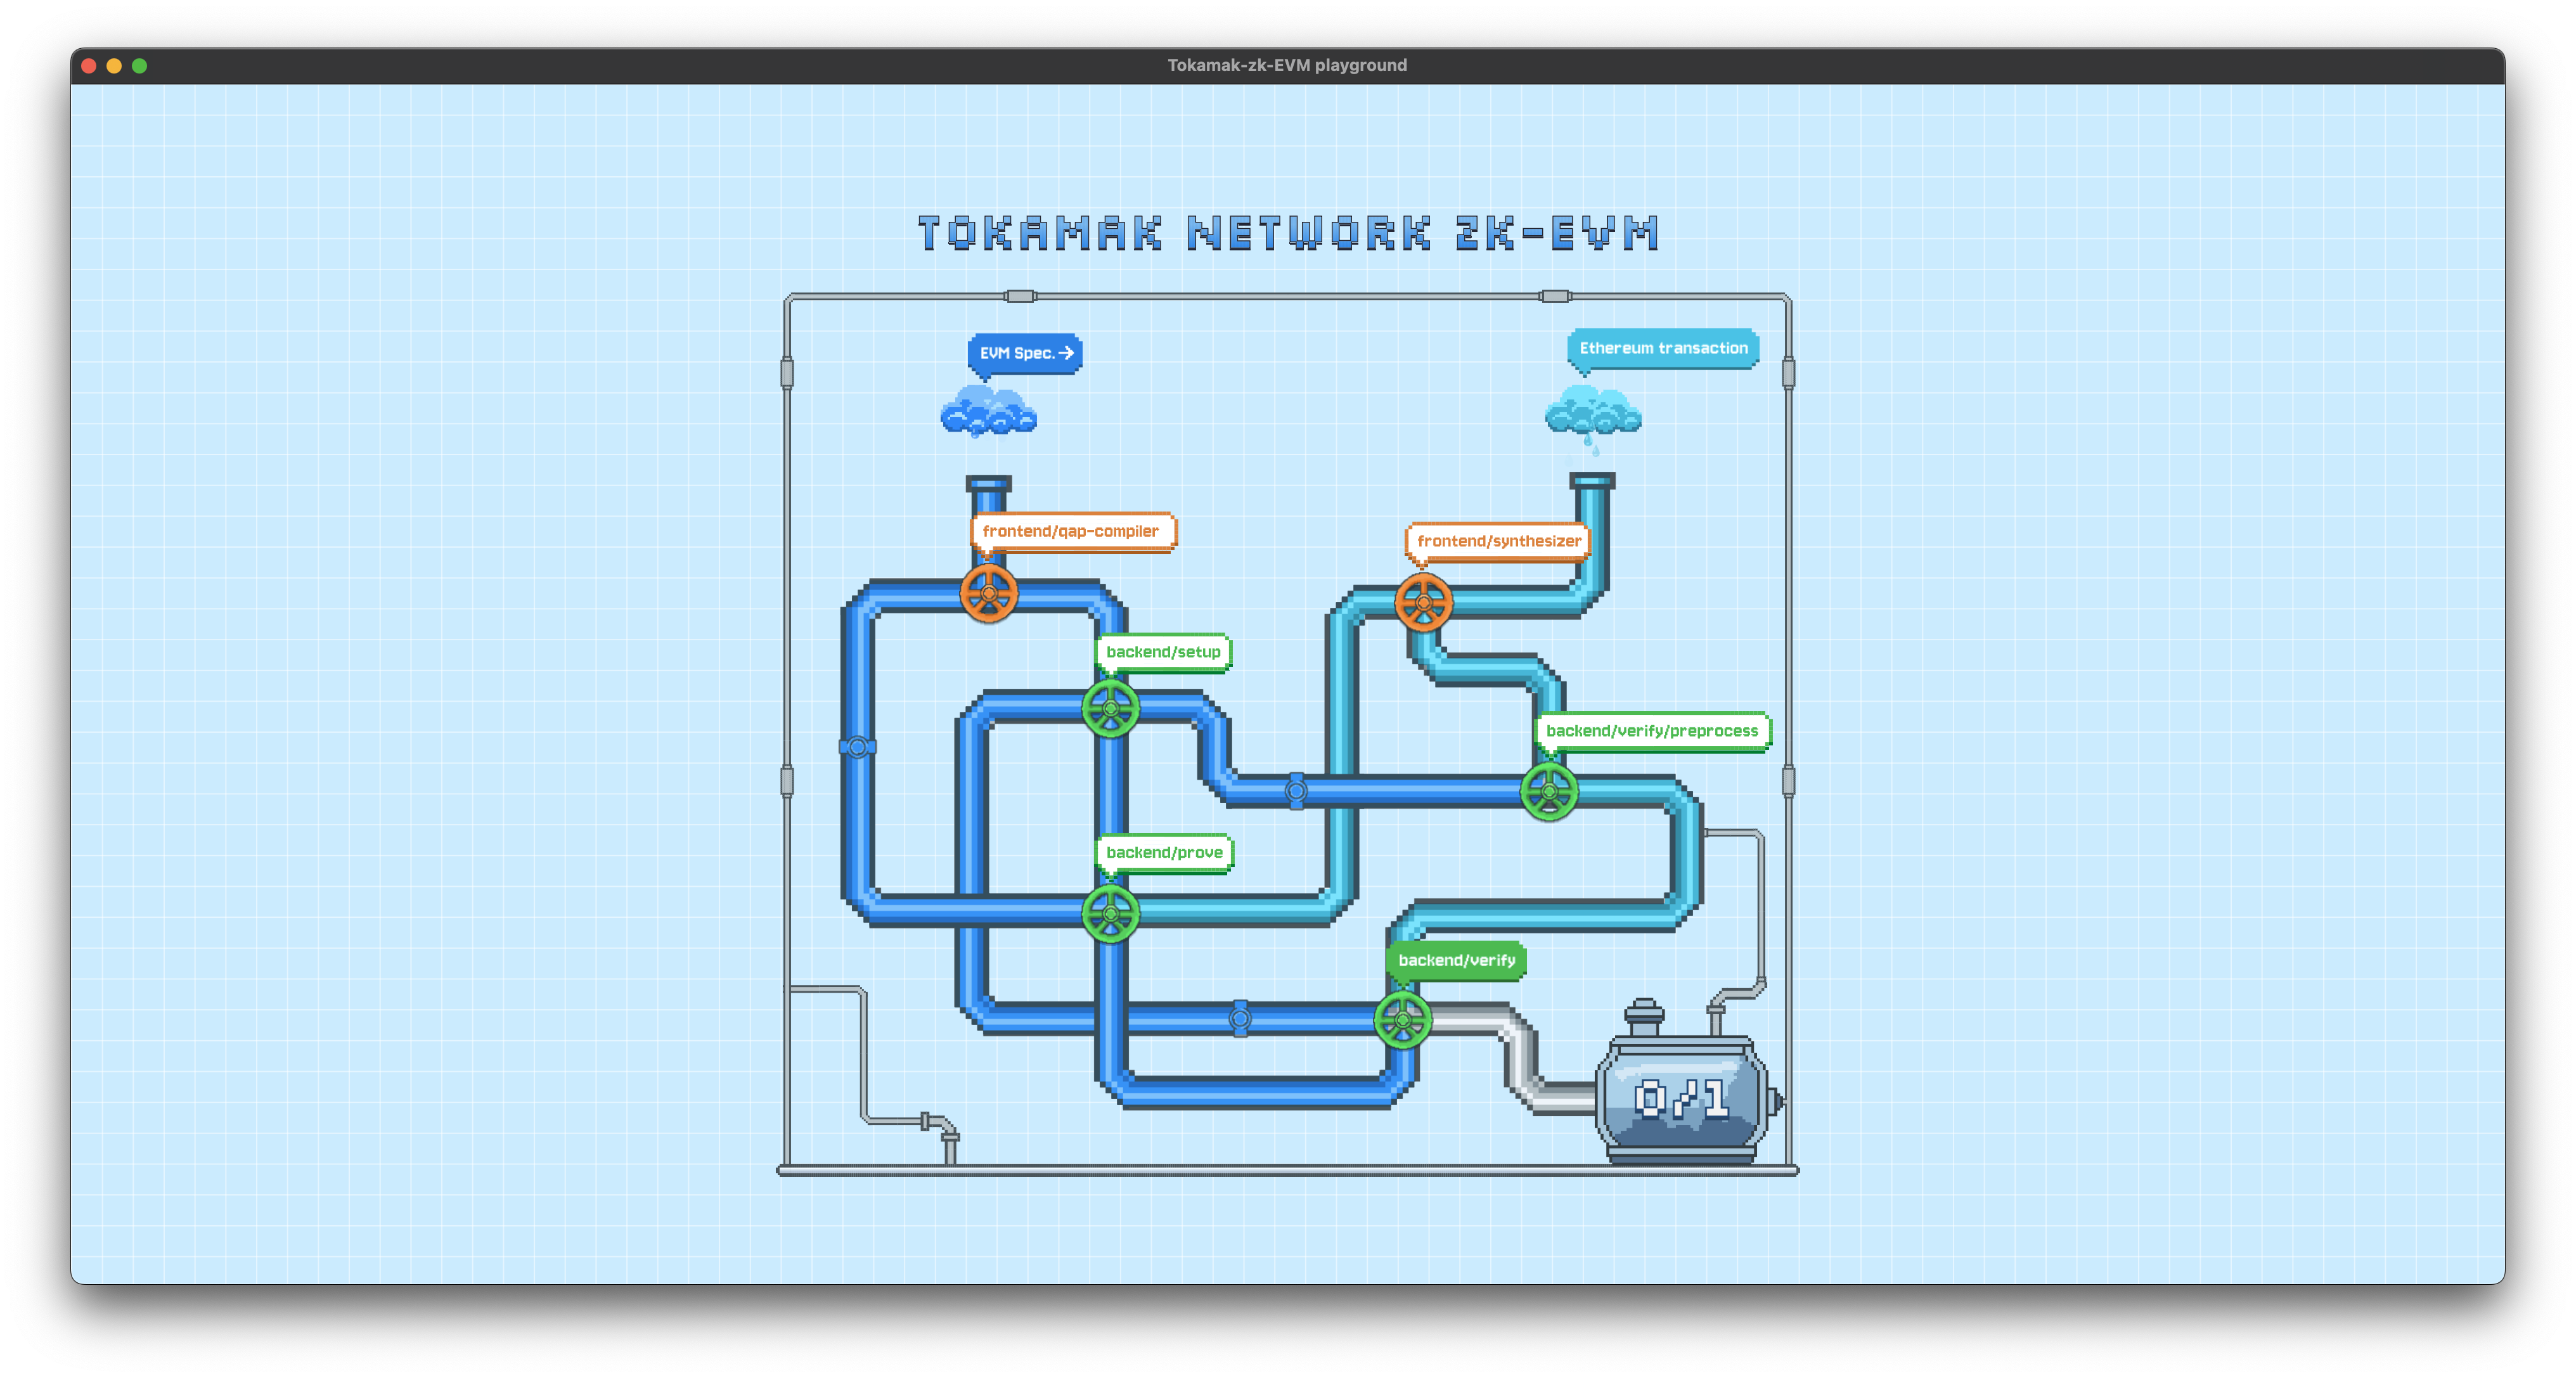 Tokamak-zk-EVM playground
TOKAMAK NETWORK ZK-EVM
EVM Spec. →
Ethereum transaction
frontend/qap-compiler
frontend/synthesizer
backend/setup
backend/verify/preprocess
backend/prove
backend/verify
0/1